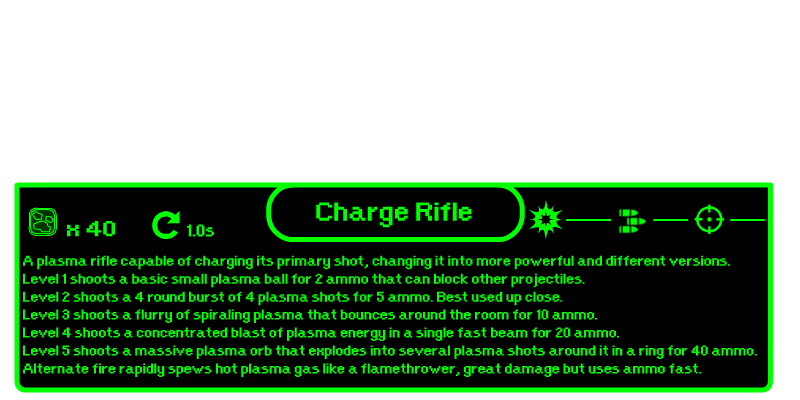 Charge Rifle
x 40
1.0s
A plasma rifle capable of charging its primary shot, changing it into more powerful and different versions.
Level 1 shoots a basic small plasma ball for 2 ammo that can block other projectiles.
Level 2 shoots a 4 round burst of 4 plasma shots for 5 ammo. Best used up close.
Level 3 shoots a flurry of spiraling plasma that bounces around the room for 10 ammo.
Level 4 shoots a concentrated blast of plasma energy in a single fast beam for 20 ammo.
Level 5 shoots a massive plasma orb that explodes into several plasma shots around it in a ring for 40 ammo.
Alternate fire rapidly spews hot plasma gas like a flamethrower, great damage but uses ammo fast.